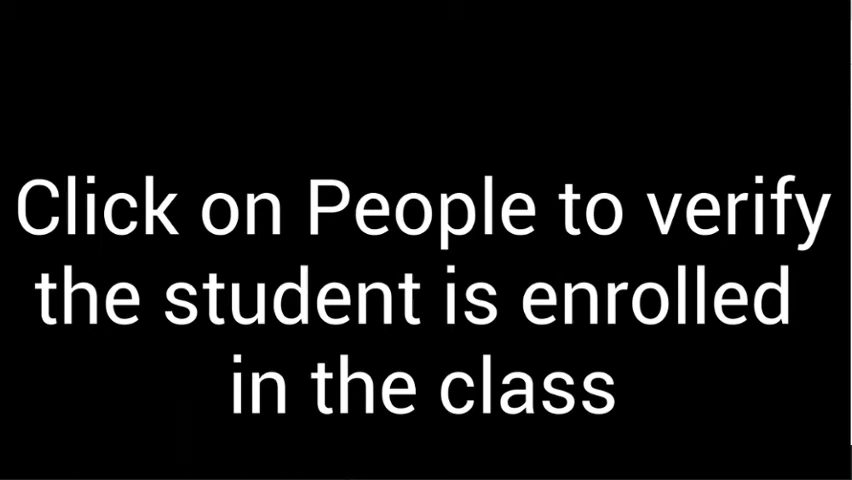 Click on People to verify
the student is enrolled
in the class